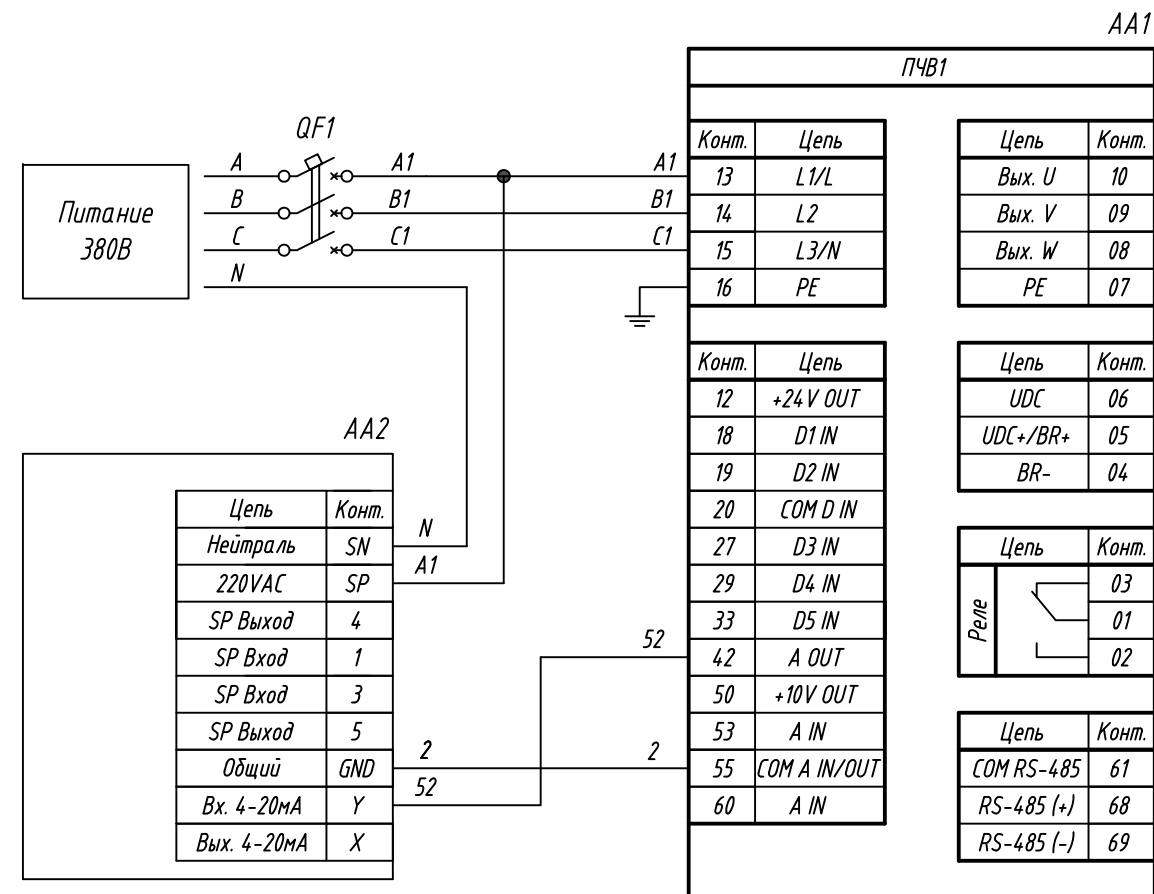 AA1
ПЧВ1
QF1
Питание
380В
A
A1
A1
B
B1
B1
C
C1
C1
N
Конт. Цепь
13 L1/L
14 L2
15 L3/N
16 PE
Цепь Конт.
Вых. U 10
Вых. V 09
Вых. W 08
PE 07
Конт. Цепь
12 +24V OUT
18 D1 IN
19 D2 IN
20 COM D IN
27 D3 IN
29 D4 IN
33 D5 IN
42 A OUT
50 +10V OUT
53 A IN
55 COM A IN/OUT
60 A IN
Цепь Конт.
UDC 06
UDC+/BR+ 05
BR- 04
Цепь Конт.
Реле
03
01
02
Цепь Конт.
COM RS-485 61
RS-485 (+) 68
RS-485 (-) 69
AA2
Цепь Конт.
Нейтраль SN
220VAC SP
SP Выход 4
SP Вход 1
SP Вход 3
SP Выход 5
Общий GND
Вх. 4-20мА Y
Вых. 4-20мА X
N
A1
52
2
2
52